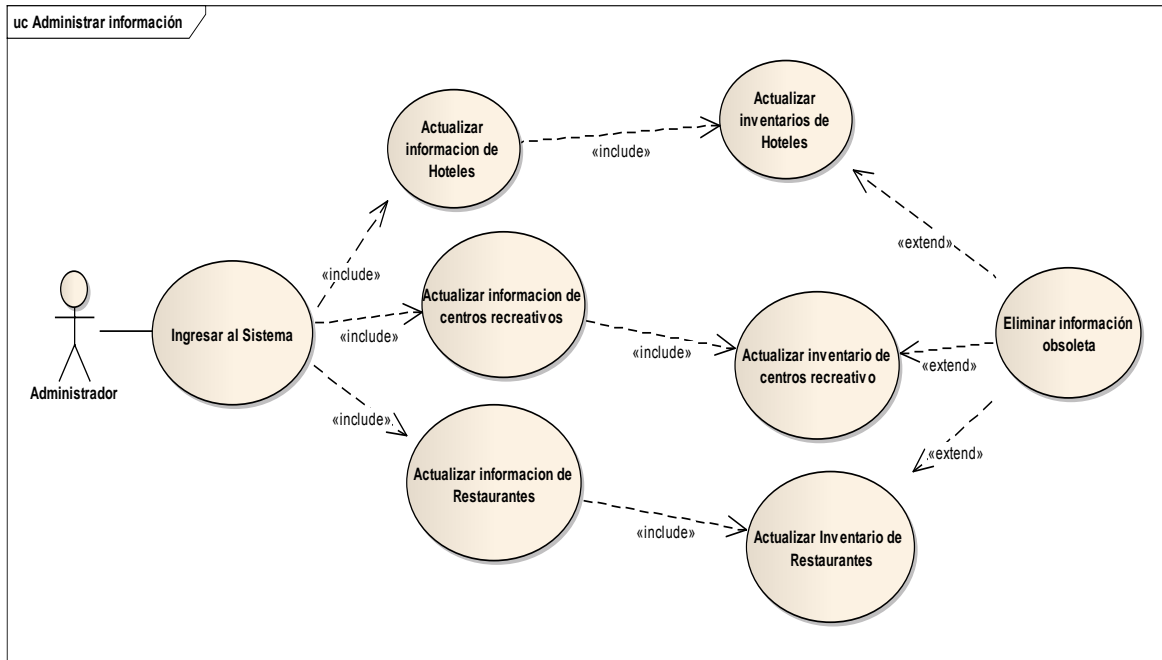 uc Administrar información
Actualizar
informacion de
Hoteles
«include»
Actualizar
inventarios de
Hoteles
«include»
«extend»
Administrador
Ingresar al Sistema
«include»
Actualizar informacion de
centros recreativos
«include»
Actualizar inventario de
centros recreativo
«extend»
Eliminar información
obsoleta
«include»
Actualizar informacion de
Restaurantes
«include»
Actualizar Inventario de
Restaurantes
«extend»